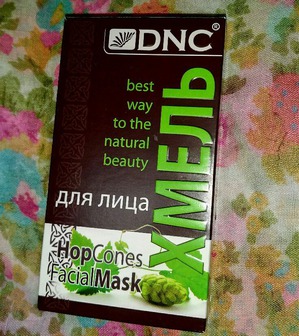 DNC®
best
way
to the
natural
beauty
для лица
ХМЕЛЬ
HopCones
FacialMask